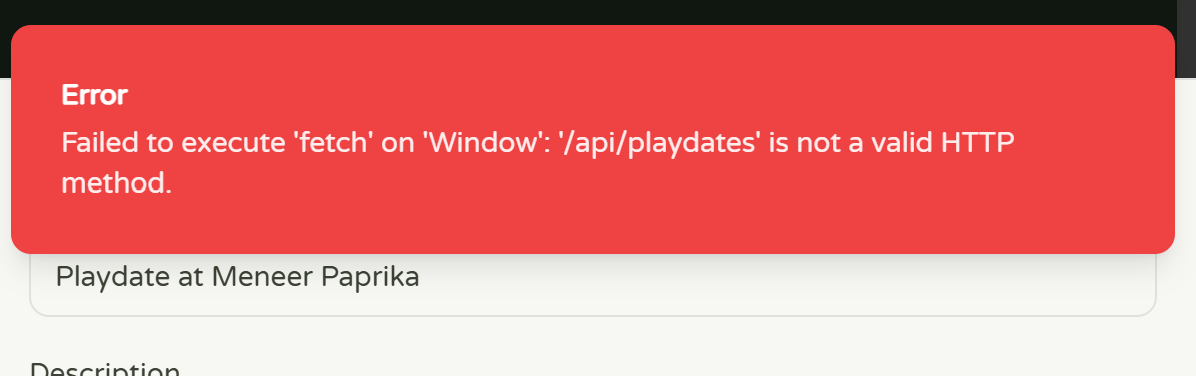 Error
Failed to execute 'fetch' on 'Window': '/api/playdates' is not a valid HTTP
method.
Playdate at Meneer Paprika
Description